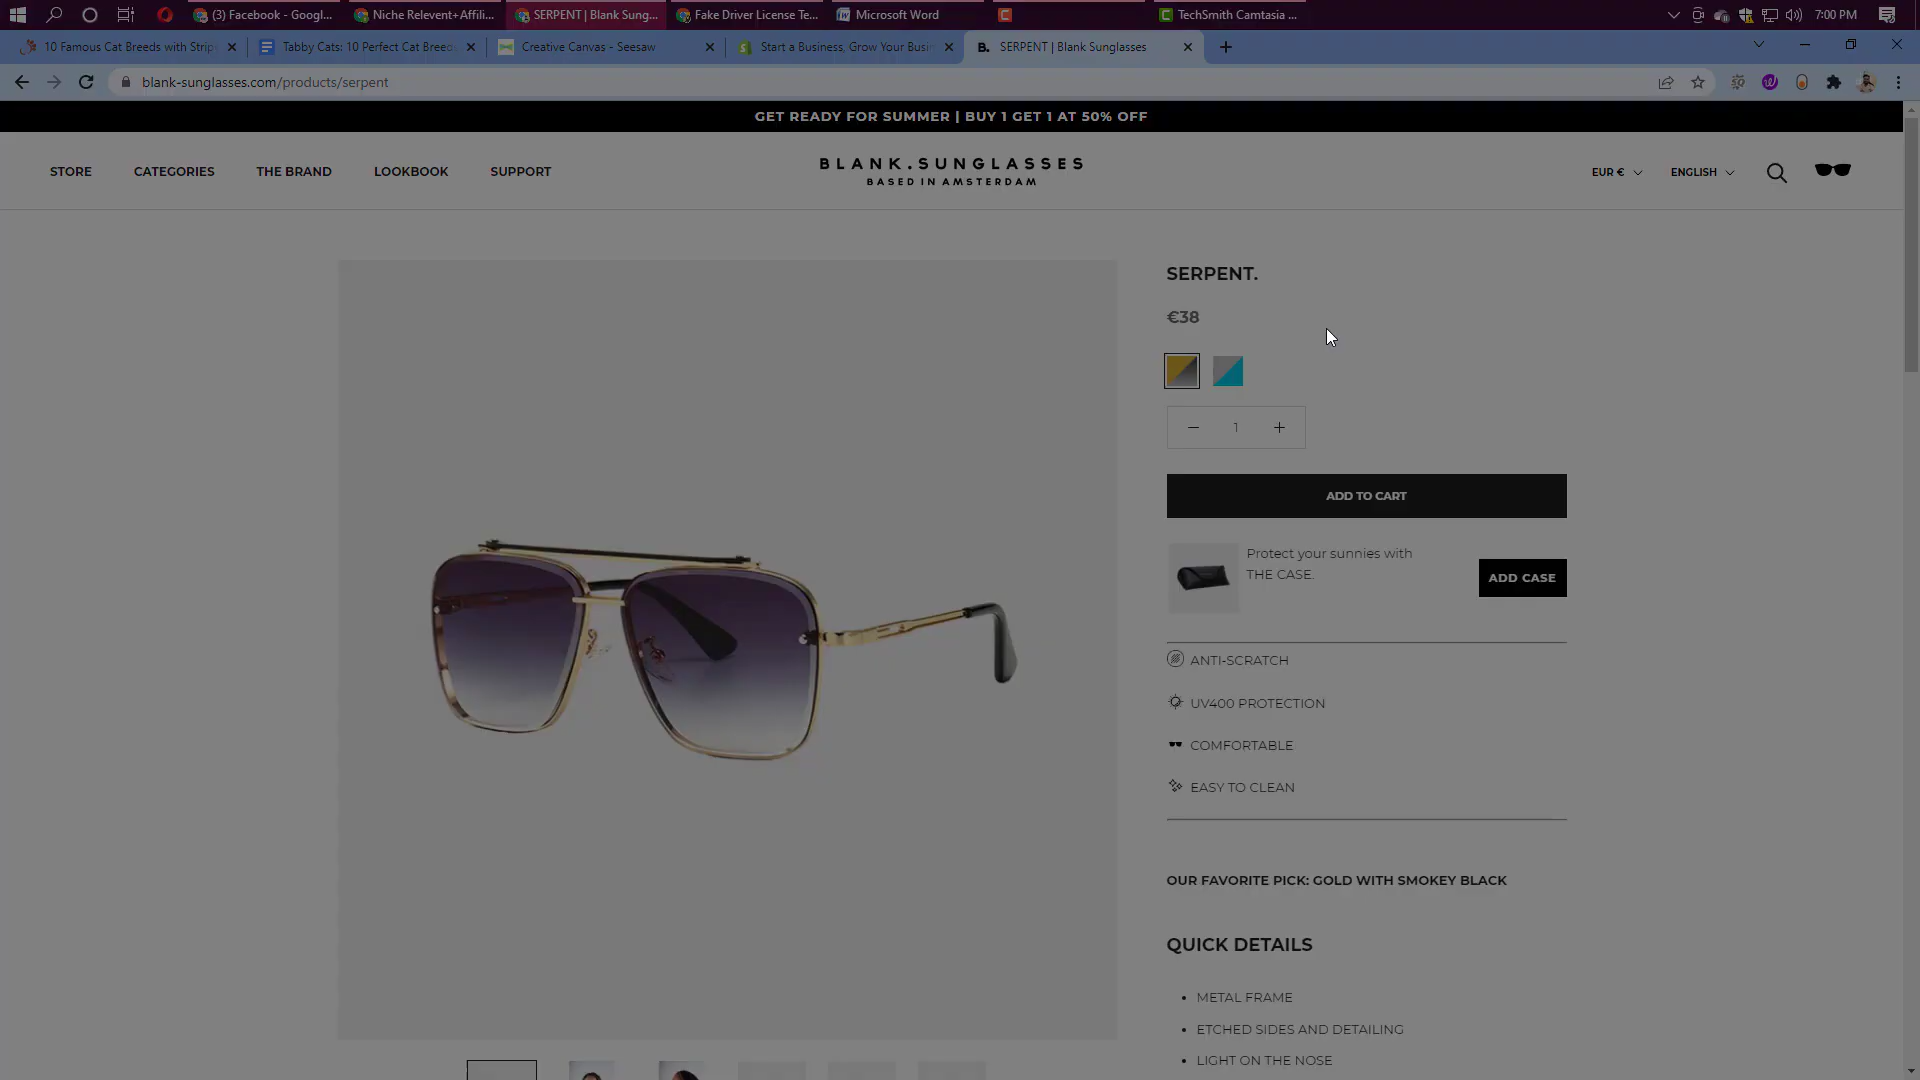 (3) Facebook - Googl...
Niche Relevent+Affili...
SERPENT | Blank Sung...
Fake Driver License Te...
Microsoft Word
TechSmith Camtasia ...
7:00 PM
10 Famous Cat Breeds with Strip
Tabby Cats: 10 Perfect Cat Breed
Creative Canvas - Seesaw
Start a Business, Grow Your Busin
B. SERPENT | Blank Sunglasses
blank-sunglasses.com/products/serpent
GET READY FOR SUMMER | BUY 1 GET 1 AT 50% OFF
STORE
CATEGORIES
THE BRAND
LOOKBOOK
SUPPORT
BLANK.SUNGLASSES
BASED IN AMSTERDAM
EUR €
ENGLISH
SERPENT.
€38
1
ADD TO CART
Protect your sunnies with
THE CASE.
ADD CASE
ANTI-SCRATCH
UV400 PROTECTION
COMFORTABLE
EASY TO CLEAN
OUR FAVORITE PICK: GOLD WITH SMOKEY BLACK
QUICK DETAILS
• METAL FRAME
• ETCHED SIDES AND DETAILING
• LIGHT ON THE NOSE